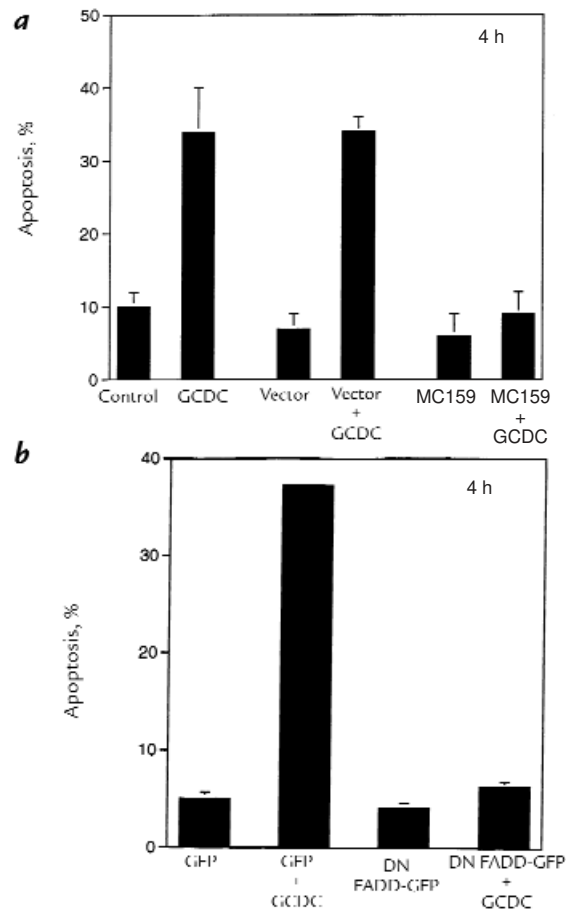 a
50
4 h
40
30
20
10
0
Apoptosis, %
Control GCDC Vector Vector + GCDC MC159 MC159 + GCDC
b
40
4 h
30
20
10
0
Apoptosis, %
GFP GFP + GCDC DN FADD-GFP DN FADD-GFP + GCDC